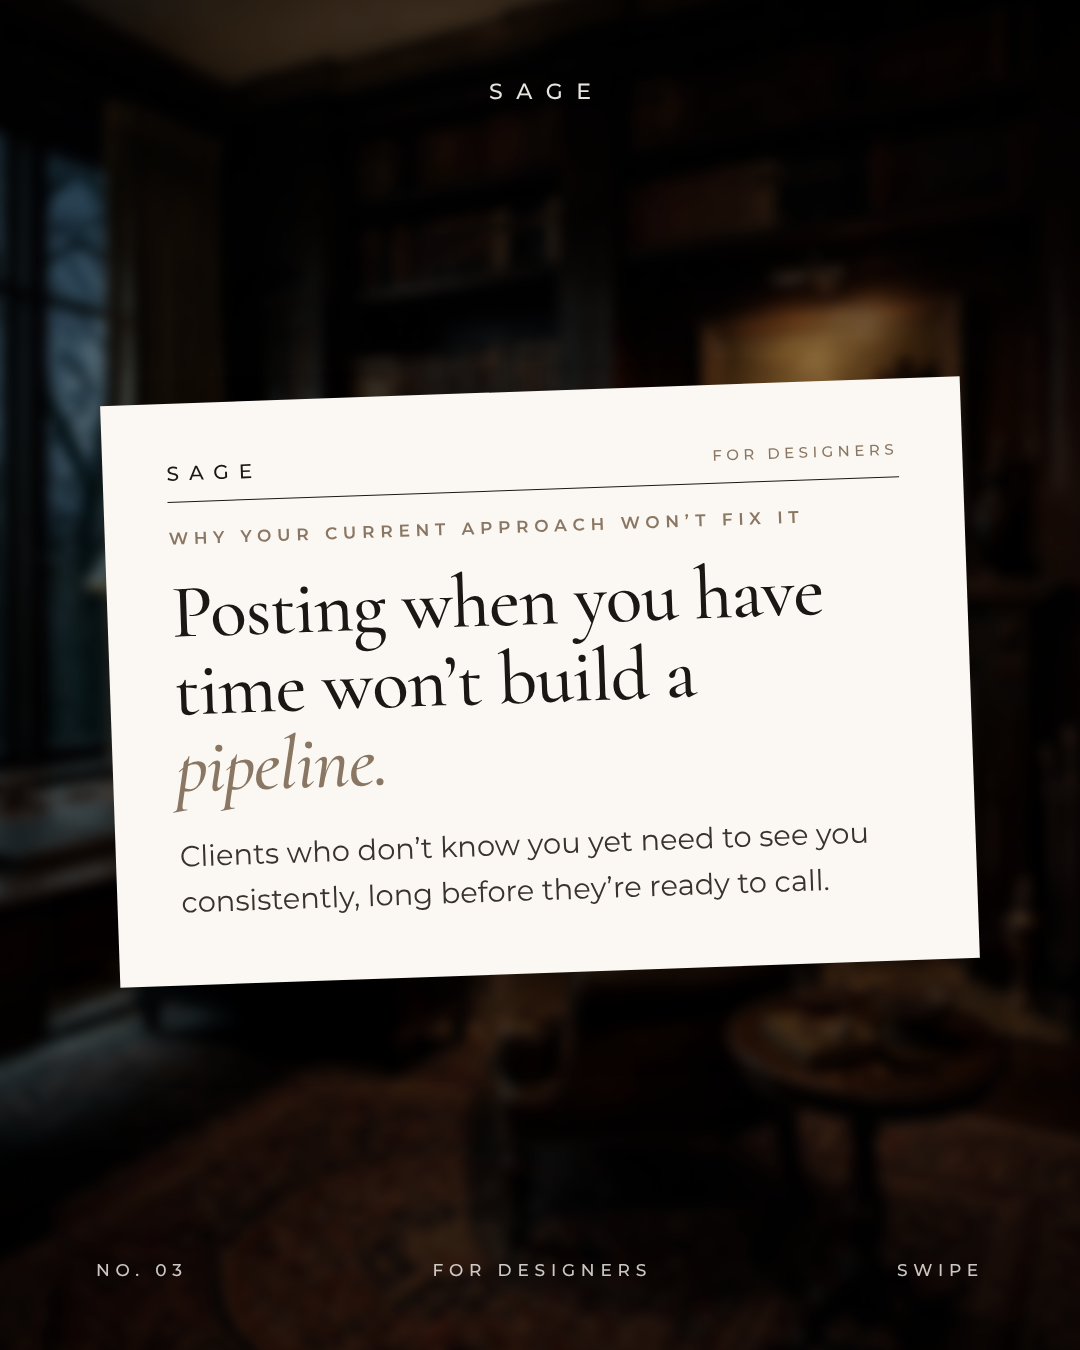 SAGE
SAGE
FOR DESIGNERS
WHY YOUR CURRENT APPROACH WON’T FIX IT
Posting when you have
time won’t build a
pipeline.
Clients who don’t know you yet need to see you
consistently, long before they’re ready to call.
NO. 03
FOR DESIGNERS
SWIPE